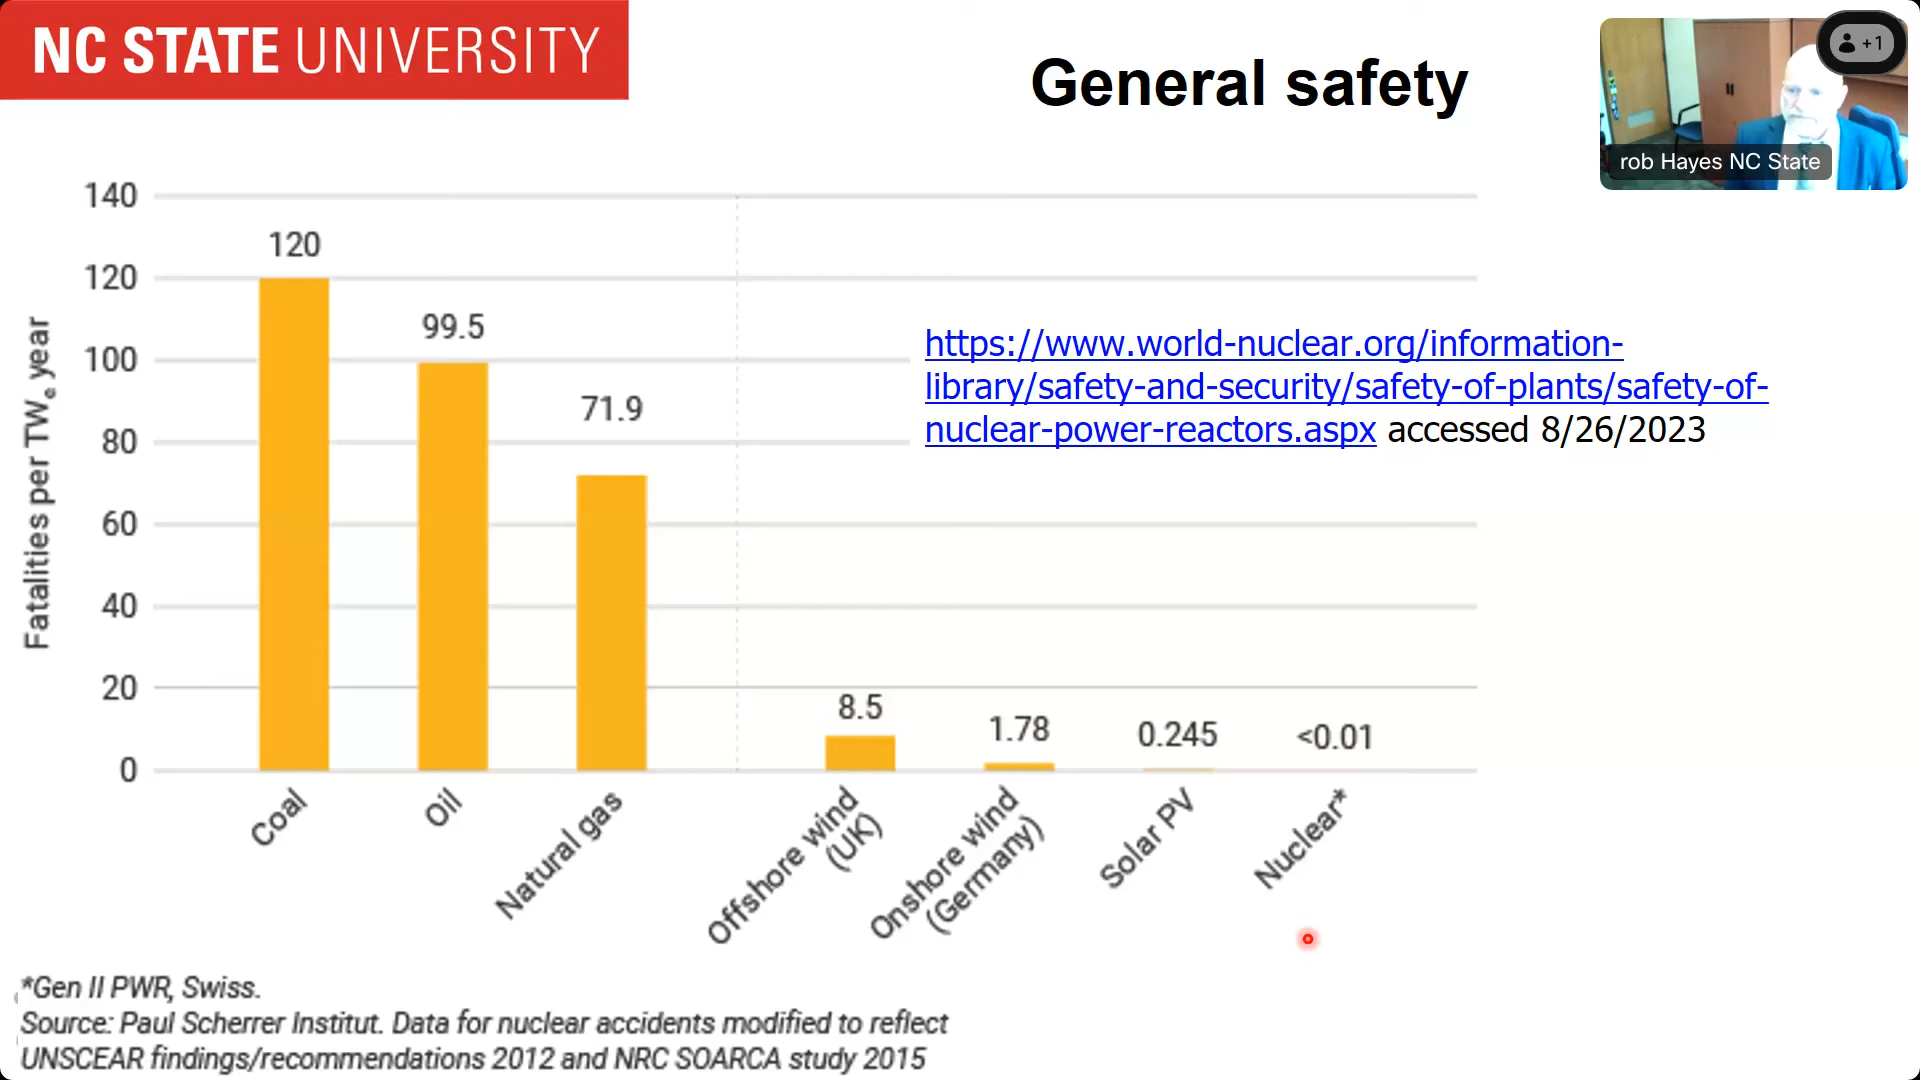 NC STATE UNIVERSITY
General safety
+1
rob Hayes NC State
Fatalities per TWe year
140
120
100
80
60
40
20
0
120
99.5
71.9
8.5
1.78
0.245
<0.01
https://www.world-nuclear.org/information-
library/safety-and-security/safety-of-plants/safety-of-
nuclear-power-reactors.aspx accessed 8/26/2023
Coal
Oil
Natural gas
Offshore wind
(UK)
Onshore wind
(Germany)
Solar PV
Nuclear*
*Gen II PWR, Swiss.
Source: Paul Scherrer Institut. Data for nuclear accidents modified to reflect
UNSCEAR findings/recommendations 2012 and NRC SOARCA study 2015